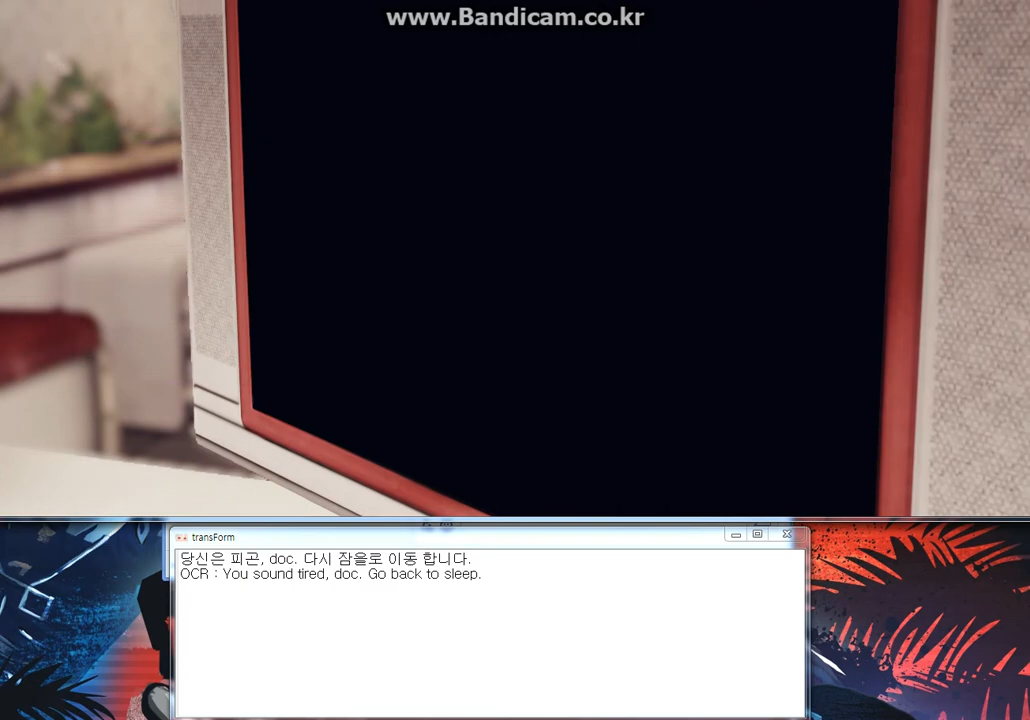 www.Bandicam.co.kr
transForm
당신은 피곤, doc. 다시 잠을로 이동 합니다.
OCR : You sound tired, doc. Go back to sleep.